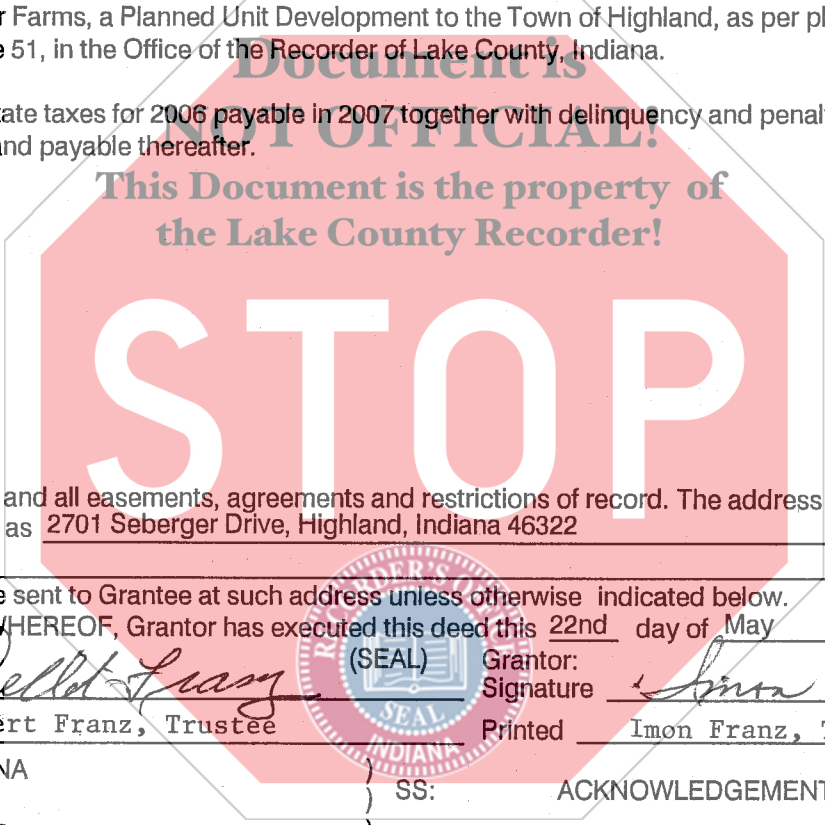 r Farms, a Planned Unit Development to the Town of Highland, as per pl
e 51, in the Office of the Recorder of Lake County, Indiana.
Document is
tate taxes for 2006 payable in 2007 together with delinquency and penal
NOT OFFICIAL!
nd payable thereafter.
This Document is the property of
the Lake County Recorder!
STOP
and all easements, agreements and restrictions of record. The address
as 2701 Seberger Drive, Highland, Indiana 46322
RECORDER'S OFFICE
e sent to Grantee at such address unless otherwise indicated below.
WHEREOF, Grantor has executed this deed this 22nd day of May
(SEAL) Grantor:
Signature Imon
Franz
SEAL
ert Franz, Trustee Printed Imon Franz, T
INDIANA
NA
) SS: ACKNOWLEDGEMENT
)